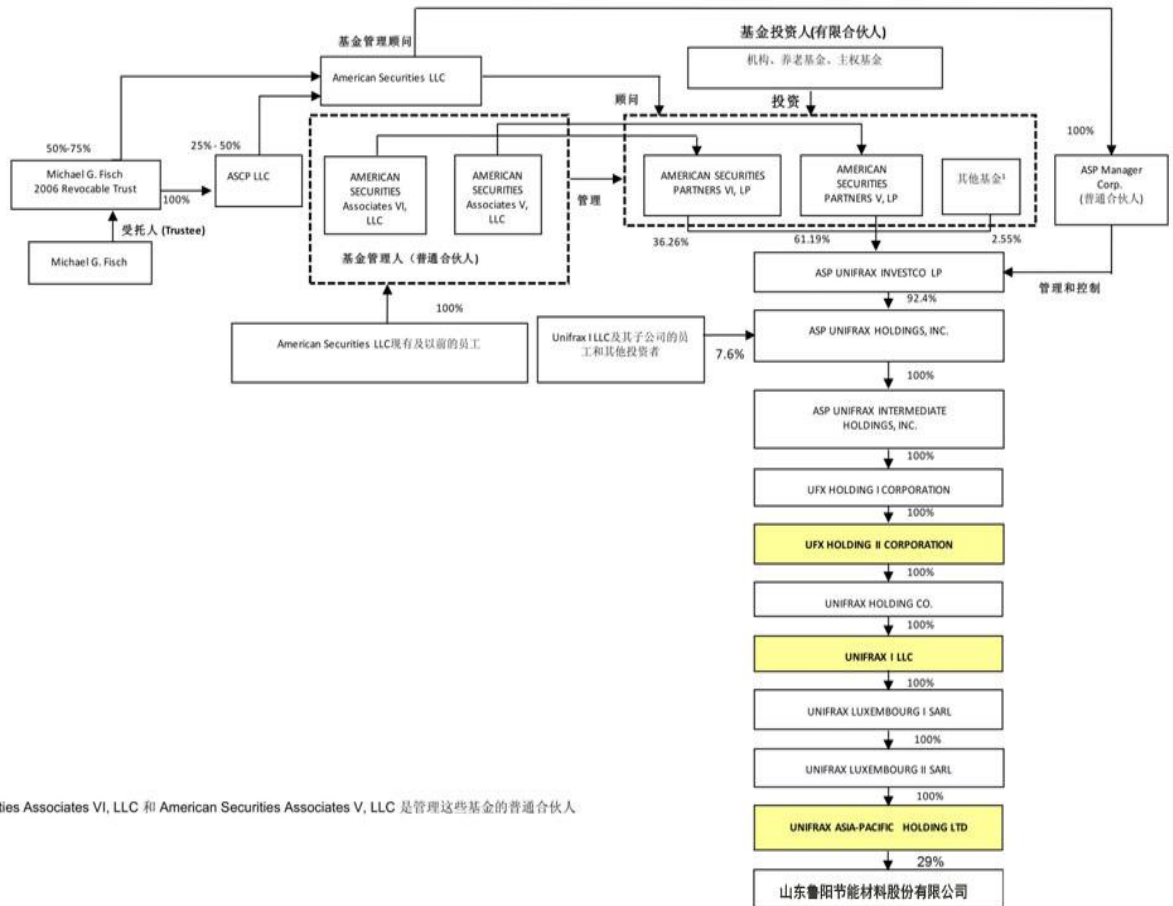 基金管理顾问
基金投资人(有限合伙人)
American Securities LLC
机构、养老基金、主权基金
顾问
投资
50%-75%
25% - 50%
100%
Michael G. Fisch
2006 Revocable Trust
100%
ASCP LLC
AMERICAN
SECURITIES
Associates VI,
LLC
AMERICAN
SECURITIES
Associates V,
LLC
管理
AMERICAN SECURITIES
PARTNERS VI, LP
AMERICAN
SECURITIES
PARTNERS V, LP
其他基金1
ASP Manager
Corp.
(普通合伙人)
受托人 (Trustee)
Michael G. Fisch
基金管理人（普通合伙人）
36.26%
61.19%
2.55%
ASP UNIFRAX INVESTCO LP
管理和控制
100%
92.4%
American Securities LLC现有及以前的员工
Unifrax I LLC及其子公司的员
工和其他投资者
7.6%
ASP UNIFRAX HOLDINGS, INC.
100%
ASP UNIFRAX INTERMEDIATE
HOLDINGS, INC.
100%
UFX HOLDING I CORPORATION
100%
UFX HOLDING II CORPORATION
100%
UNIFRAX HOLDING CO.
100%
UNIFRAX I LLC
100%
UNIFRAX LUXEMBOURG I SARL
100%
UNIFRAX LUXEMBOURG II SARL
100%
ties Associates VI, LLC 和 American Securities Associates V, LLC 是管理这些基金的普通合伙人
UNIFRAX ASIA-PACIFIC HOLDING LTD
29%
山东鲁阳节能材料股份有限公司